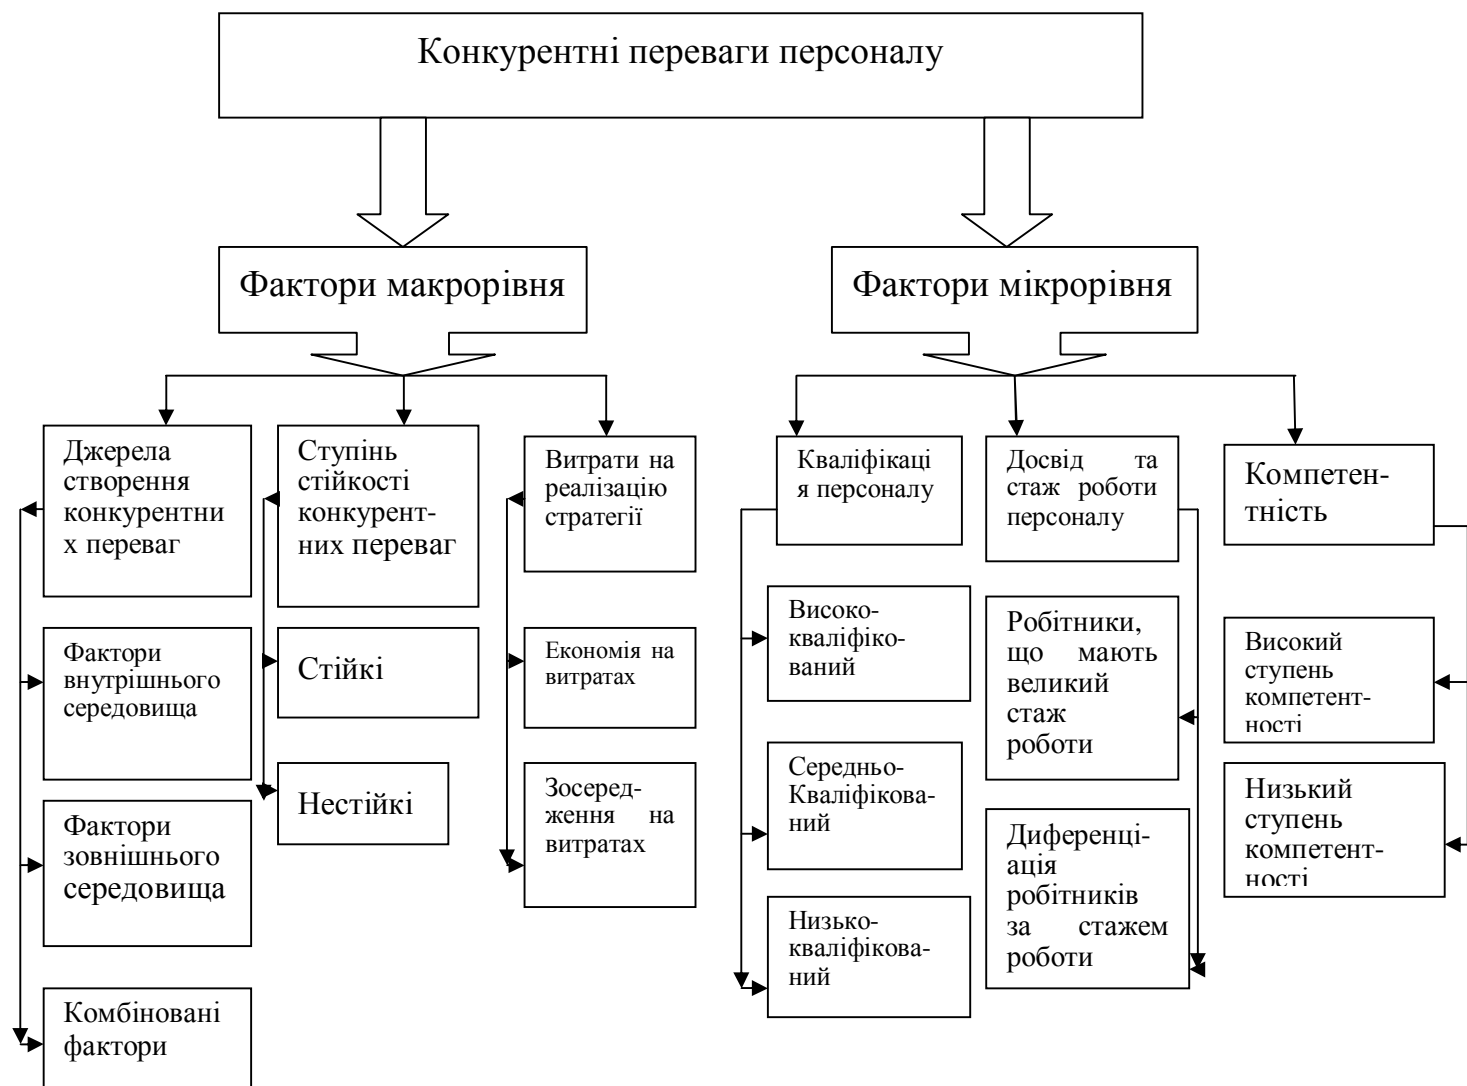 Конкурентні переваги персоналу
Фактори макрорівня
Фактори мікрорівня
Джерела
створення
конкурентни
х переваг
Фактори
внутрішнього
середовища
Фактори
зовнішнього
середовища
Комбіновані
фактори
Ступінь
стійкості
конкурент-
них переваг
Стійкі
Нестійкі
Витрати на
реалізацію
стратегії
Економія на
витратах
Зосеред-
ження на
витратах
Кваліфікаці
я персоналу
Високо-
кваліфіко-
ваний
Середньо-
Кваліфікова-
ний
Низько-
кваліфікова-
ний
Досвід та
стаж роботи
персоналу
Робітники,
що мають
великий
стаж
роботи
Диференці-
ація
робітників
за стажем
роботи
Компетен-
тність
Високий
ступень
компетент-
ності
Низький
ступень
компетент-
ності